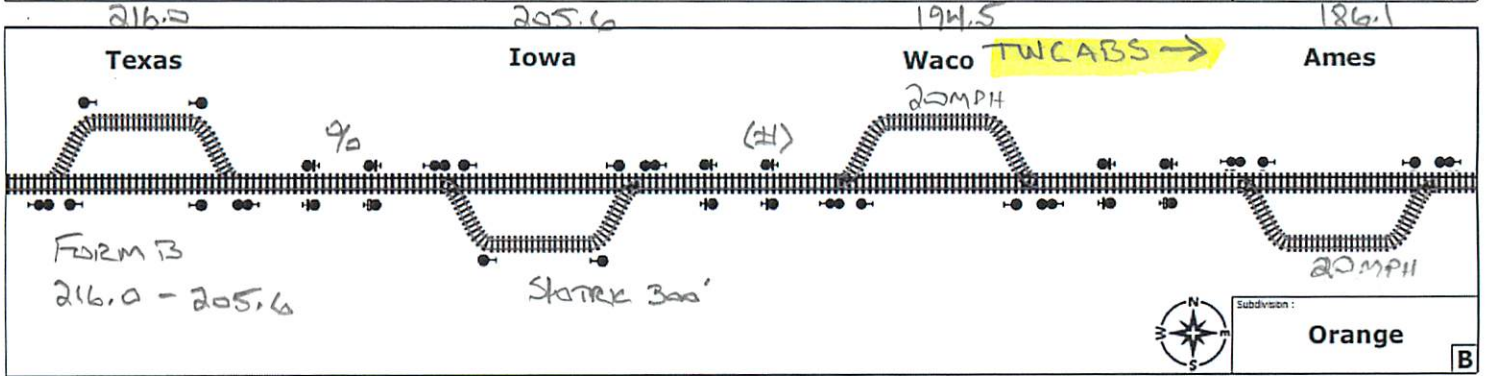 216.0 205.6 194.5 186.1
Texas Iowa Waco TWCABS → Ames
20MPH
% (H)
FORM B
216.0 - 205.6
300'
20MPH
N
W E
S
Subdivision :
Orange
B